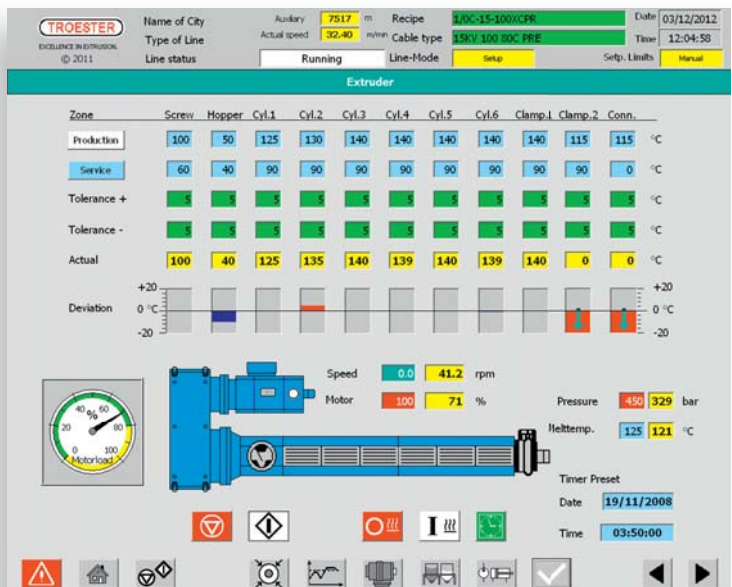 TROESTER
EXCELLENCE IN EXTRUSION.
© 2011
Name of City Auxiliary 7517 m Recipe 1/0C-15-100XCPR Date 03/12/2012
Type of Line Actual speed 32.40 m/min Cable type 15KV 100 80C PRE Time 12:04:58
Line status Running Line-Mode Setup Setp. Limits Manual
Extruder
Zone Screw Hopper Cyl.1 Cyl.2 Cyl.3 Cyl.4 Cyl.5 Cyl.6 Clamp.1 Clamp.2 Conn.
Production 100 50 125 130 140 140 140 140 140 115 115 °C
Service 60 40 90 90 90 90 90 90 90 90 0 °C
Tolerance + 5 5 5 5 5 5 5 5 5 5 5 °C
Tolerance - 5 5 5 5 5 5 5 5 5 5 5 °C
Actual 100 40 125 135 140 139 140 139 140 0 0 °C
+20 +20
Deviation 0 °C 0 °C
-20 -20
Speed 0.0 41.2 rpm
Motor 100 71 %
Pressure 450 329 bar
Melttemp. 125 121 °C
0 20 40 60 80 100
%
Motorload
Timer Preset
Date 19/11/2008
Time 03:50:00